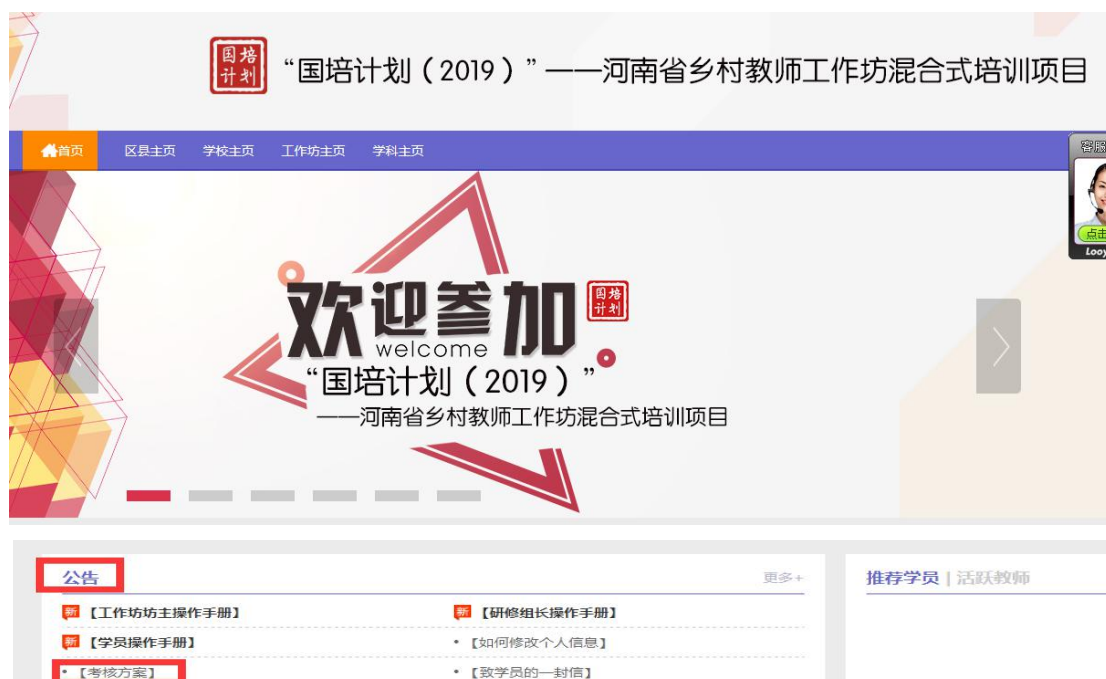 国培
计划
“国培计划（2019）”——河南省乡村教师工作坊混合式培训项目
首页 区县主页 学校主页 工作坊主页 学科主页
客服
点击
Looy
欢迎参加
国培
计划
welcome
“国培计划（2019）”
——河南省乡村教师工作坊混合式培训项目
公告 更多+
推荐学员 | 活跃教师
新 【工作坊坊主操作手册】 新 【研修组长操作手册】
新 【学员操作手册】 • 【如何修改个人信息】
• 【考核方案】 • 【致学员的一封信】